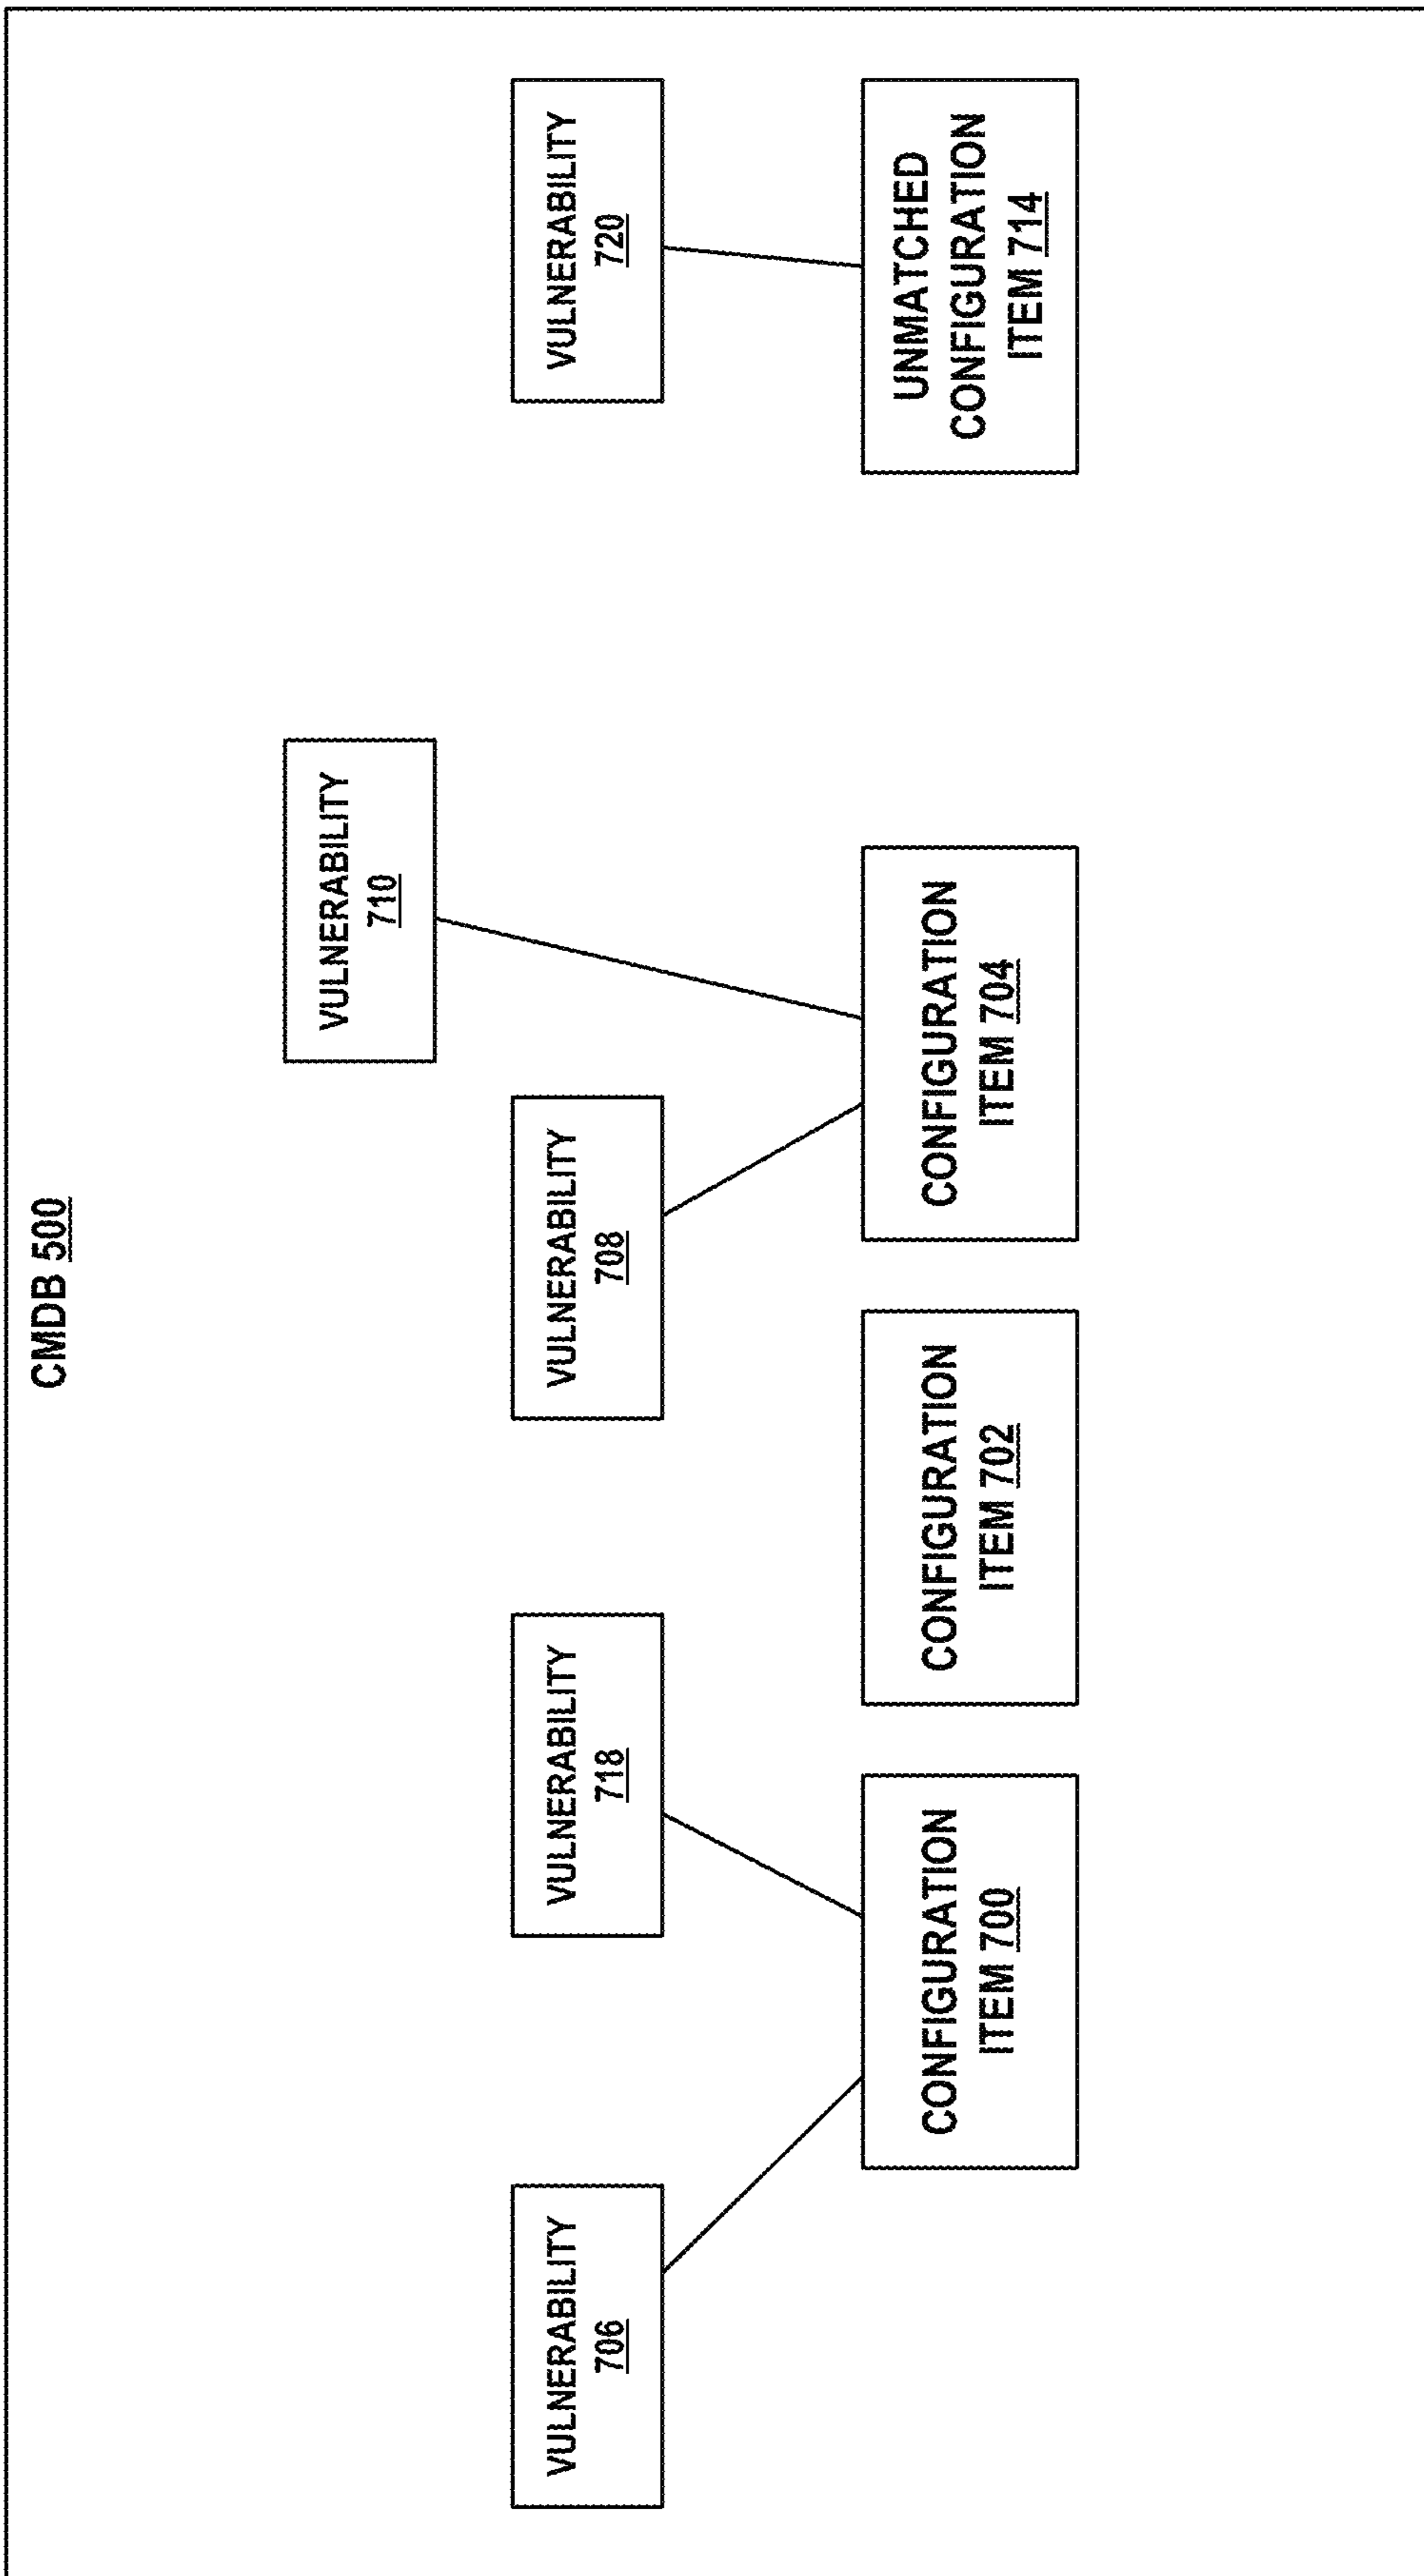 CMDB 500
VULNERABILITY
710
VULNERABILITY
706
VULNERABILITY
718
VULNERABILITY
708
VULNERABILITY
720
CONFIGURATION
ITEM 700
CONFIGURATION
ITEM 702
CONFIGURATION
ITEM 704
UNMATCHED
CONFIGURATION
ITEM 714